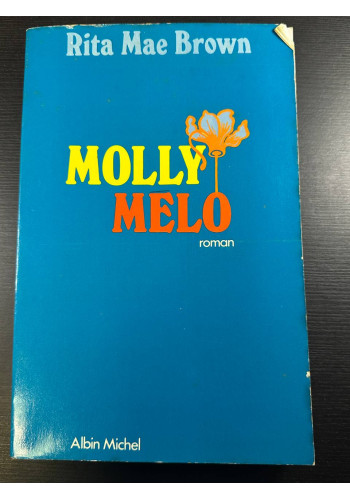 Rita Mae Brown
MOLLY
MELO
roman
Albin Michel